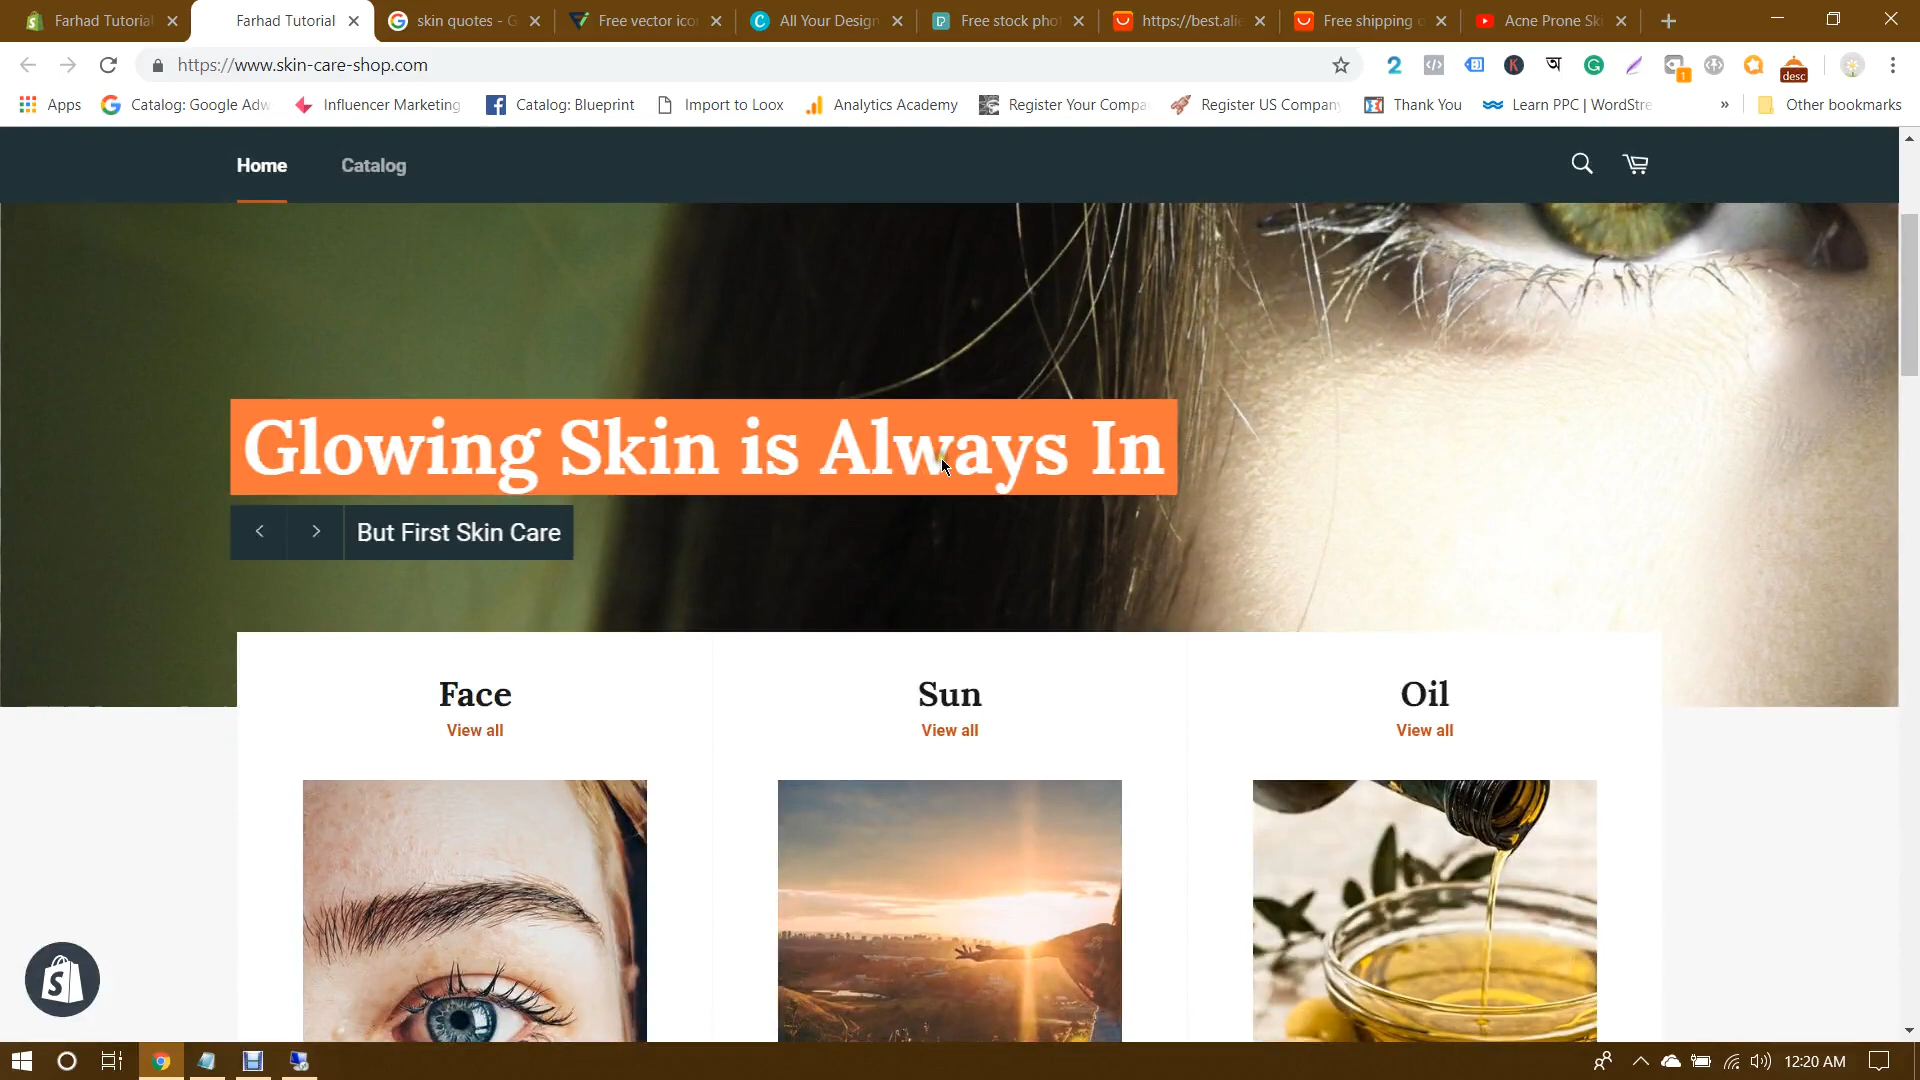 Farhad Tutorial
Farhad Tutorial
skin quotes - G
Free vector ico
All Your Design
Free stock pho
https://best.alie
Free shipping o
Acne Prone Ski
https://www.skin-care-shop.com
desc
1
Apps
Catalog: Google Adw
Influencer Marketing
Catalog: Blueprint
Import to Loox
Analytics Academy
Register Your Compa
Register US Company
Thank You
Learn PPC | WordStre
»
Other bookmarks
Home
Catalog
Glowing Skin is Always In
But First Skin Care
Face
Sun
Oil
View all
View all
View all
12:20 AM